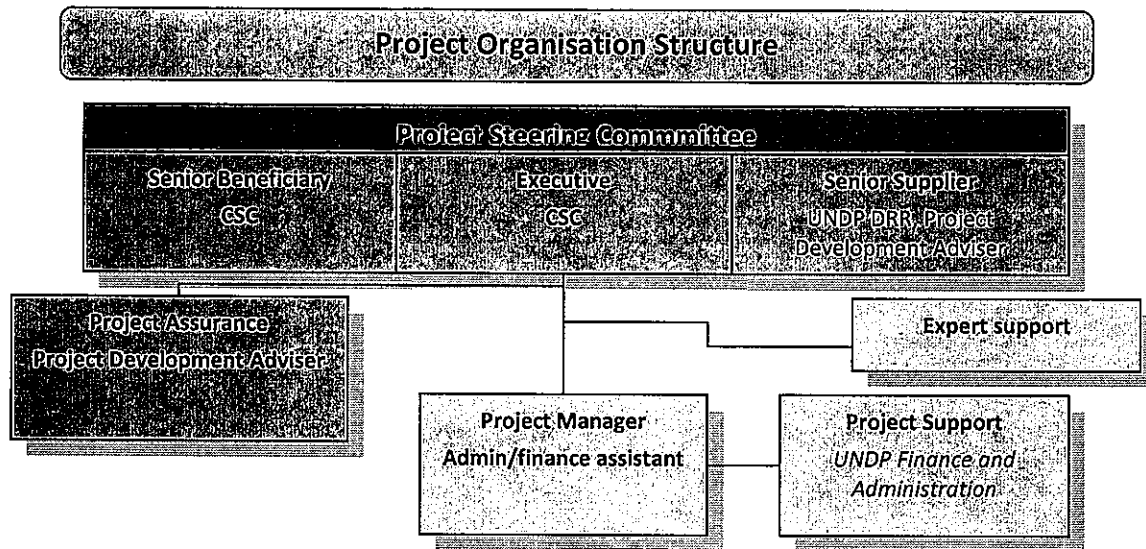 Project Organisation Structure
Project Steering Commmittee
Senior Beneficiary
CSC
Executive
CSC
Senior Supplier
UNDP DRR, Project
Development Adviser
Project Assurance
Project Development Adviser
Expert support
Project Manager
Admin/finance assistant
Project Support
UNDP Finance and
Administration